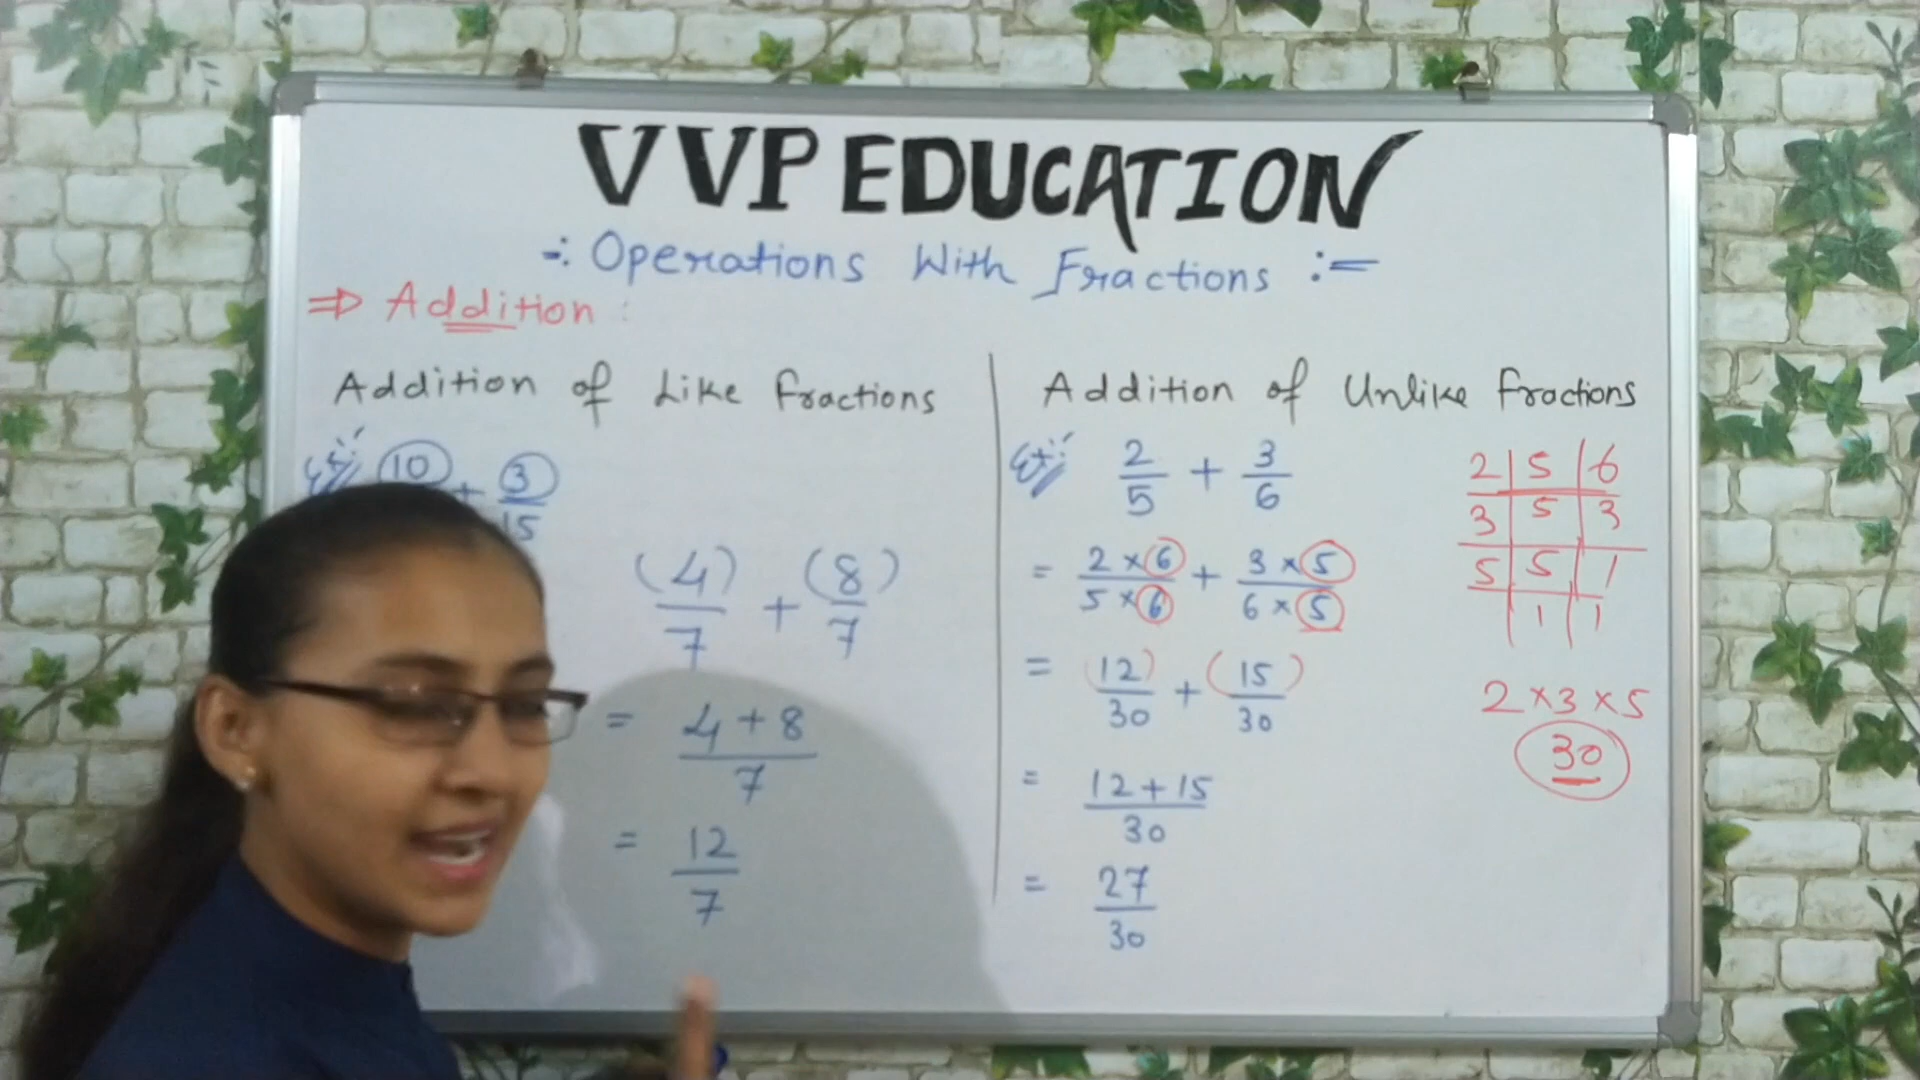 VVP EDUCATION
-: Operations With Fractions :-
⇒ Addition :
Addition of Like fractions
Ex:- 10 + 3/15
(4)/7 + (8)/7
= 4+8/7
= 12/7
Addition of Unlike fractions
Ex:- 2/5 + 3/6
= 2×6/5×6 + 3×5/6×5
= (12)/30 + (15)/30
= 12+15/30
= 27/30
2 | 5 | 6
3 | 5 | 3
5 | 5 | 1
| 1 | 1
2×3×5
30